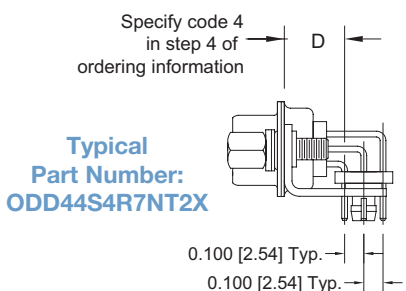 Specify code 4
in step 4 of
ordering information
D
Typical
Part Number:
ODD44S4R7NT2X
0.100 [2.54] Typ.
0.100 [2.54] Typ.